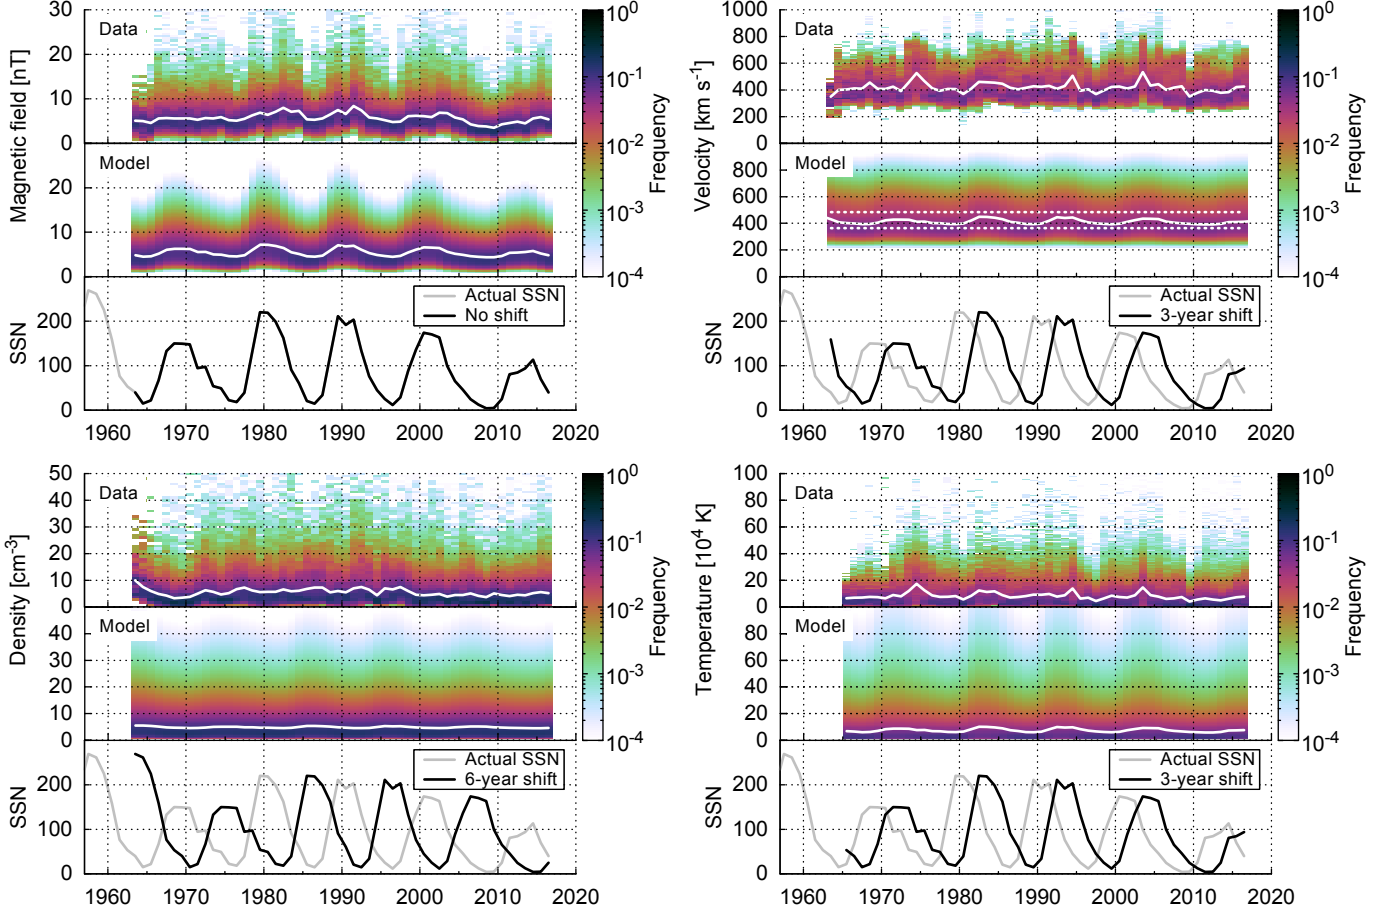 Magnetic field [nT]
30
20
10
0
Data
20
10
0
Model
SSN
200
100
0
Actual SSN
No shift
1960 1970 1980 1990 2000 2010 2020
Frequency
10^0
10^-1
10^-2
10^-3
10^-4
Velocity [km s^-1]
1000
800
600
400
200
0
Data
800
600
400
200
0
Model
SSN
200
100
0
Actual SSN
3-year shift
1960 1970 1980 1990 2000 2010 2020
Frequency
10^0
10^-1
10^-2
10^-3
10^-4
Density [cm^-3]
50
40
30
20
10
0
Data
40
30
20
10
0
Model
SSN
200
100
0
Actual SSN
6-year shift
1960 1970 1980 1990 2000 2010 2020
Frequency
10^0
10^-1
10^-2
10^-3
10^-4
Temperature [10^4 K]
100
80
60
40
20
0
Data
80
60
40
20
0
Model
SSN
200
100
0
Actual SSN
3-year shift
1960 1970 1980 1990 2000 2010 2020
Frequency
10^0
10^-1
10^-2
10^-3
10^-4